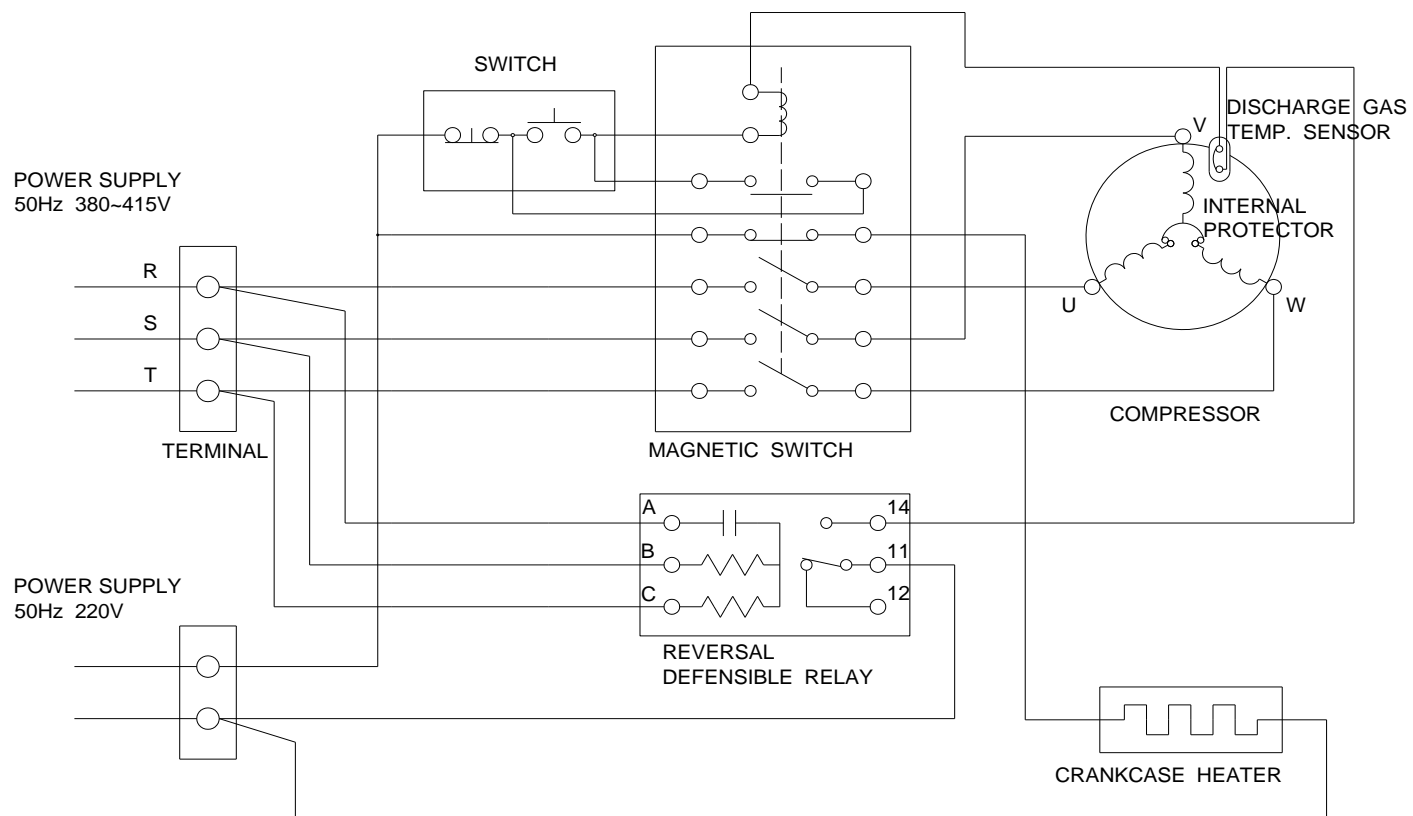 SWITCH
DISCHARGE GAS
TEMP. SENSOR
V
POWER SUPPLY
50Hz 380~415V
INTERNAL
PROTECTOR
R
S
T
U
W
COMPRESSOR
TERMINAL
MAGNETIC SWITCH
A
14
B
11
C
12
POWER SUPPLY
50Hz 220V
REVERSAL
DEFENSIBLE RELAY
CRANKCASE HEATER